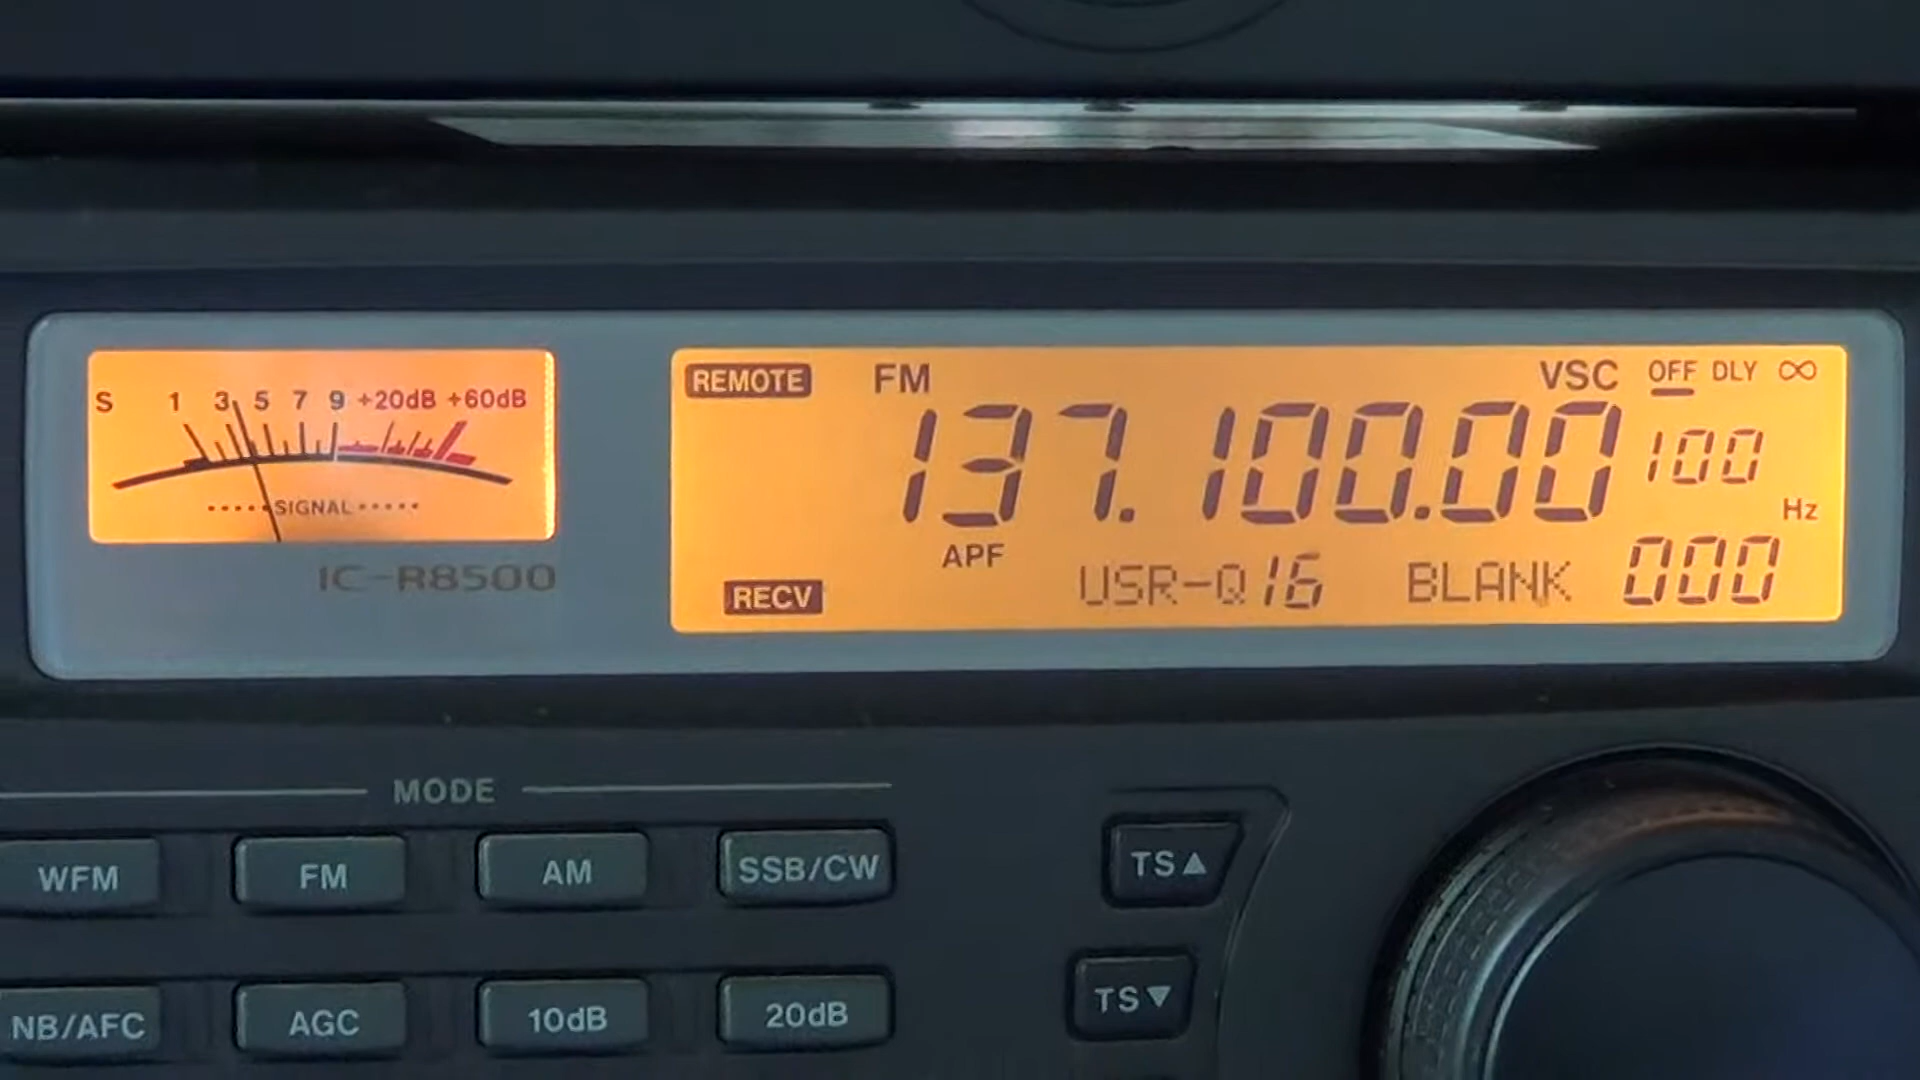 S 1 3 5 7 9 +20dB +60dB
SIGNAL
IC-R8500
REMOTE FM VSC OFF DLY ∞
137.100.00 100
Hz
APF
RECV USR-Q16 BLANK 000
MODE
WFM FM AM SSB/CW TS▲
NB/AFC AGC 10dB 20dB TS▼